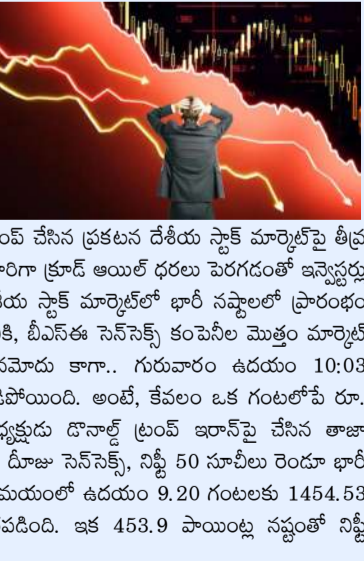 ంప్ చేసిన ప్రకటన దేశీయ స్టాక్ మార్కెట్‌పై తీవ్ర
ారిగా క్రూడ్ ఆయిల్ ధరలు పెరగడంతో ఇన్వెస్టర్లు
ీయ స్టాక్ మార్కెట్‌లో భారీ నష్టాలలో ప్రారంభం
ికి, బీఎస్ఈ సెన్‌సెక్స్ కంపెనీల మొత్తం మార్కెట్
నమోదు కాగా.. గురువారం ఉదయం 10:03
డిపోయింది. అంటే, కేవలం ఒక గంటలోపే రూ.
ధ్యక్షుడు డొనాల్డ్ ట్రంప్ ఇరాన్‌పై చేసిన తాజా
దీూజు సెన్‌సెక్స్, నిఫ్టీ 50 సూచీలు రెండూ భారీ
మయంలో ఉదయం 9.20 గంటలకు 1454.53
పడింది. ఇక 453.9 పాయింట్ల నష్టంతో నిఫ్టీ